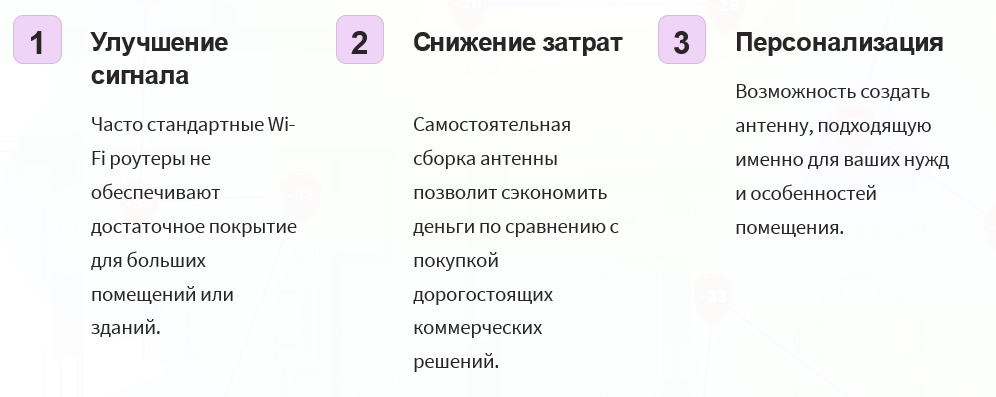 1
Улучшение
сигнала
Часто стандартные Wi-
Fi роутеры не
обеспечивают
достаточное покрытие
для больших
помещений или
зданий.
2
Снижение затрат
Самостоятельная
сборка антенны
позволит сэкономить
деньги по сравнению с
покупкой
дорогостоящих
коммерческих
решений.
3
Персонализация
Возможность создать
антенну, подходящую
именно для ваших нужд
и особенностей
помещения.